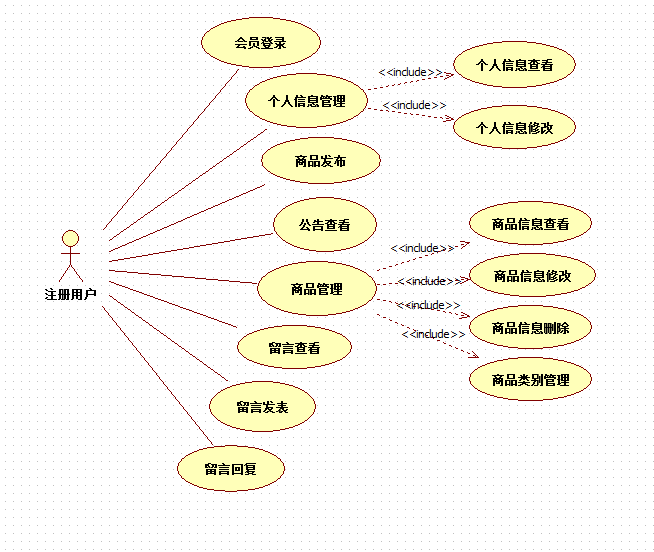 会员登录
个人信息管理
<<include>>
个人信息查看
<<include>>
个人信息修改
商品发布
公告查看
商品管理
<<include>>
商品信息查看
<<include>>
商品信息修改
<<include>>
商品信息删除
<<include>>
商品类别管理
注册用户
留言查看
留言发表
留言回复